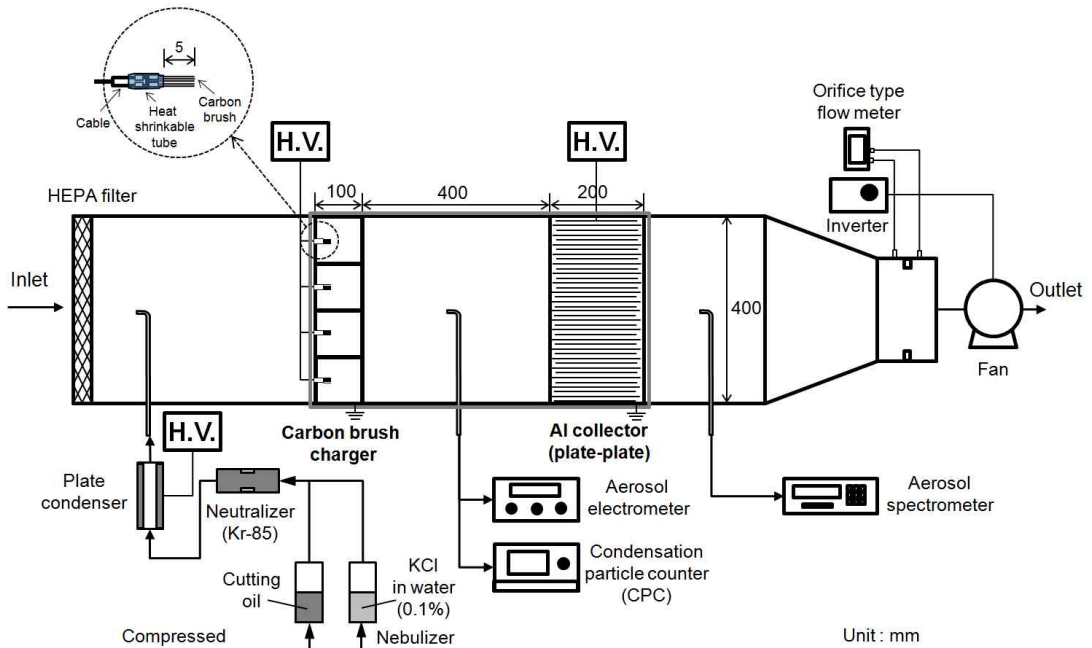 5
Cable
Heat
shrinkable
tube
Carbon
brush
H.V.
H.V.
Orifice type
flow meter
Inverter
HEPA filter
100
400
200
Inlet
400
Outlet
Fan
H.V.
Carbon brush
charger
Al collector
(plate-plate)
Plate
condenser
Neutralizer
(Kr-85)
Aerosol
electrometer
Aerosol
spectrometer
Condensation
particle counter
(CPC)
Cutting
oil
KCl
in water
(0.1%)
Compressed
Nebulizer
Unit : mm